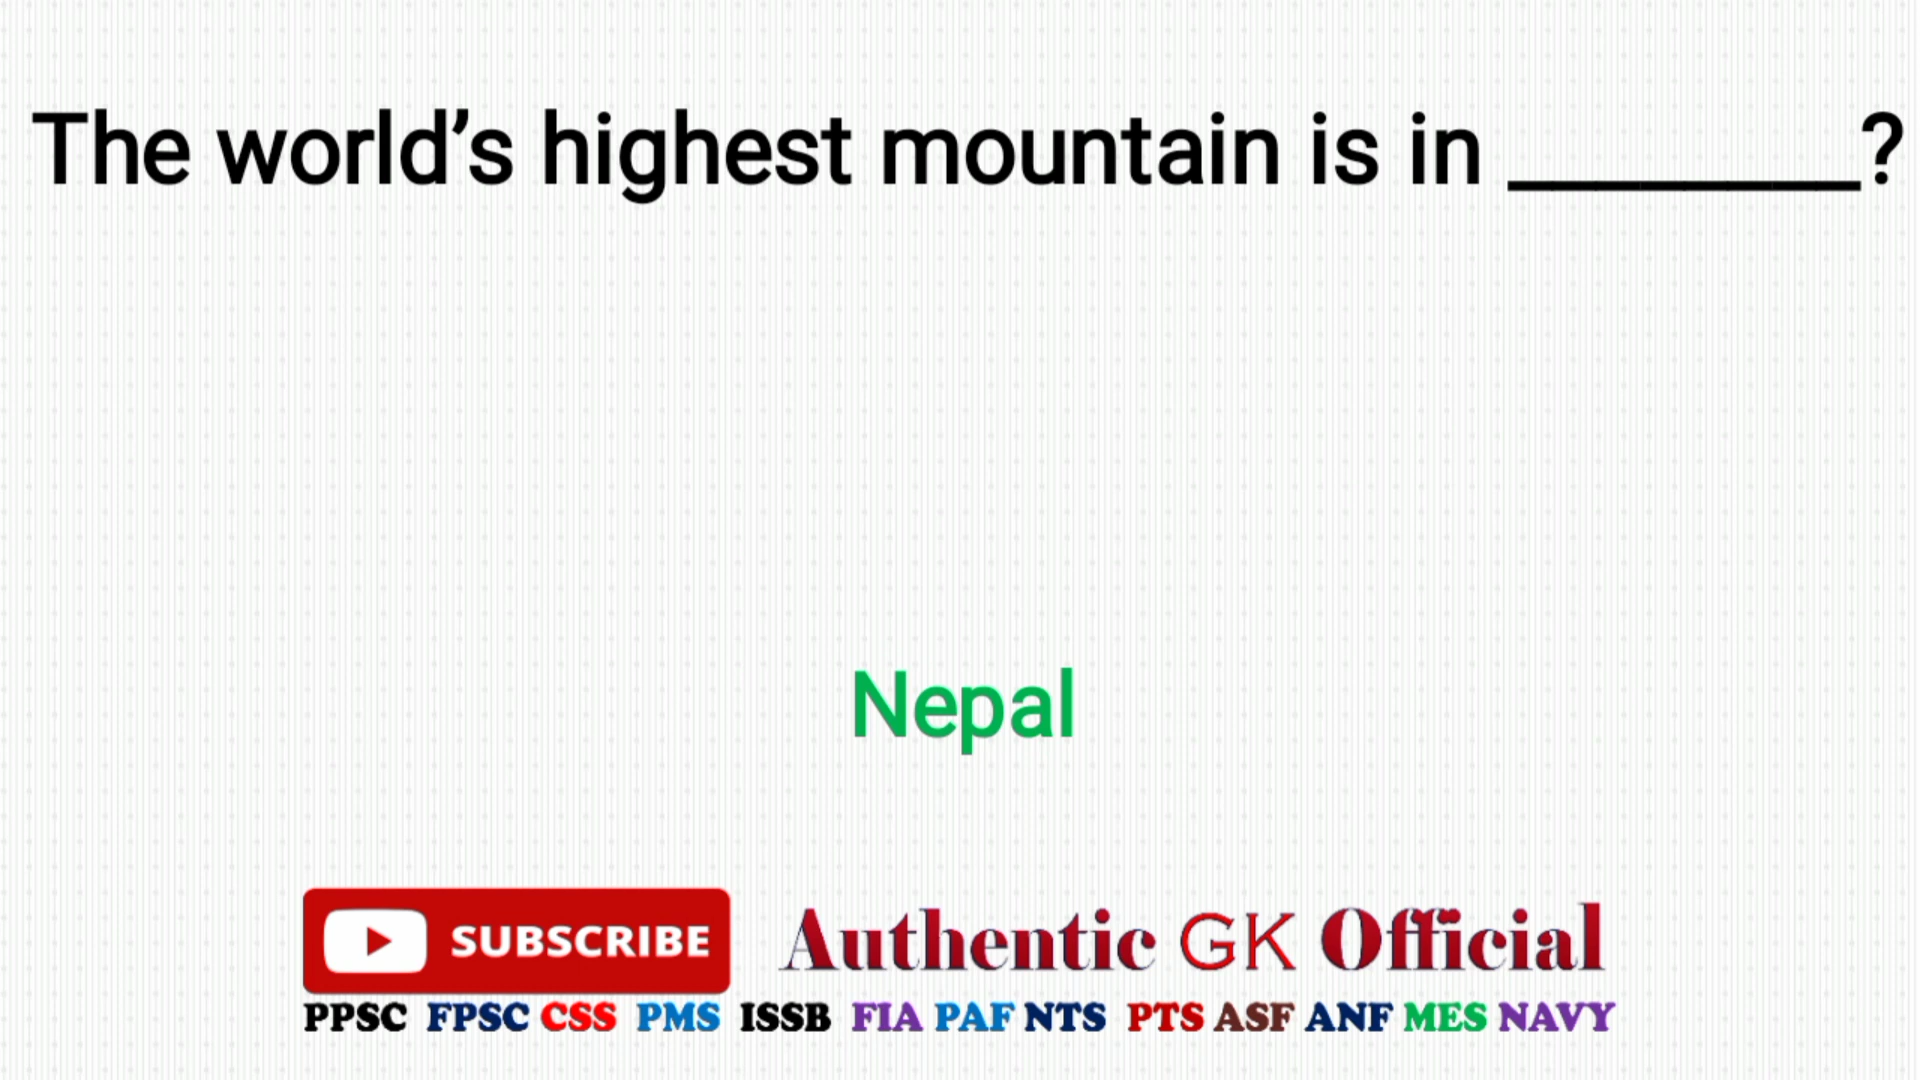 The world’s highest mountain is in ________?
Nepal
SUBSCRIBE Authentic GK Official
PPSC FPSC CSS PMS ISSB FIA PAF NTS PTS ASF ANF MES NAVY